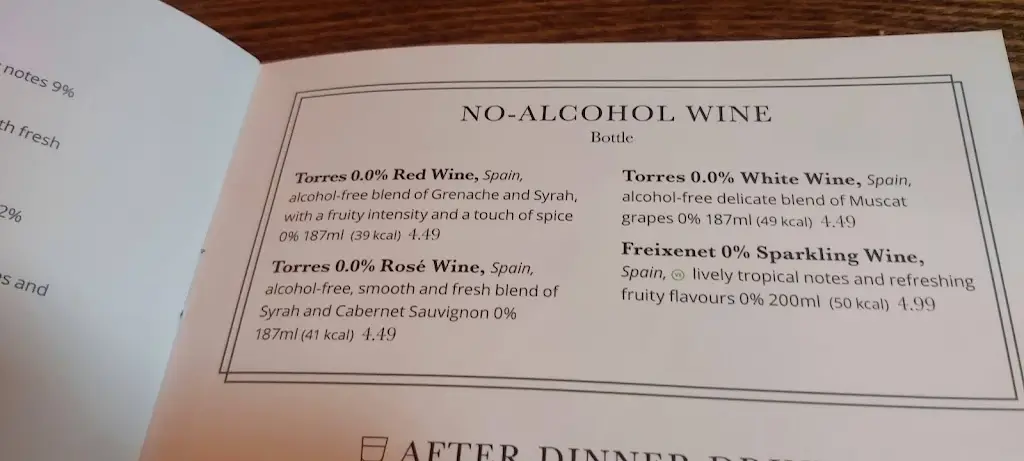 notes 9%
fresh
2%
and
NO-ALCOHOL WINE
Bottle
Torres 0.0% Red Wine, Spain,
alcohol-free blend of Grenache and Syrah,
with a fruity intensity and a touch of spice
0% 187ml (39 kcal) 4.49
Torres 0.0% Rosé Wine, Spain,
alcohol-free, smooth and fresh blend of
Syrah and Cabernet Sauvignon 0%
187ml (41 kcal) 4.49
Torres 0.0% White Wine, Spain,
alcohol-free delicate blend of Muscat
grapes 0% 187ml (49 kcal) 4.49
Freixenet 0% Sparkling Wine,
Spain, lively tropical notes and refreshing
fruity flavours 0% 200ml (50 kcal) 4.99
AFTER DINNER